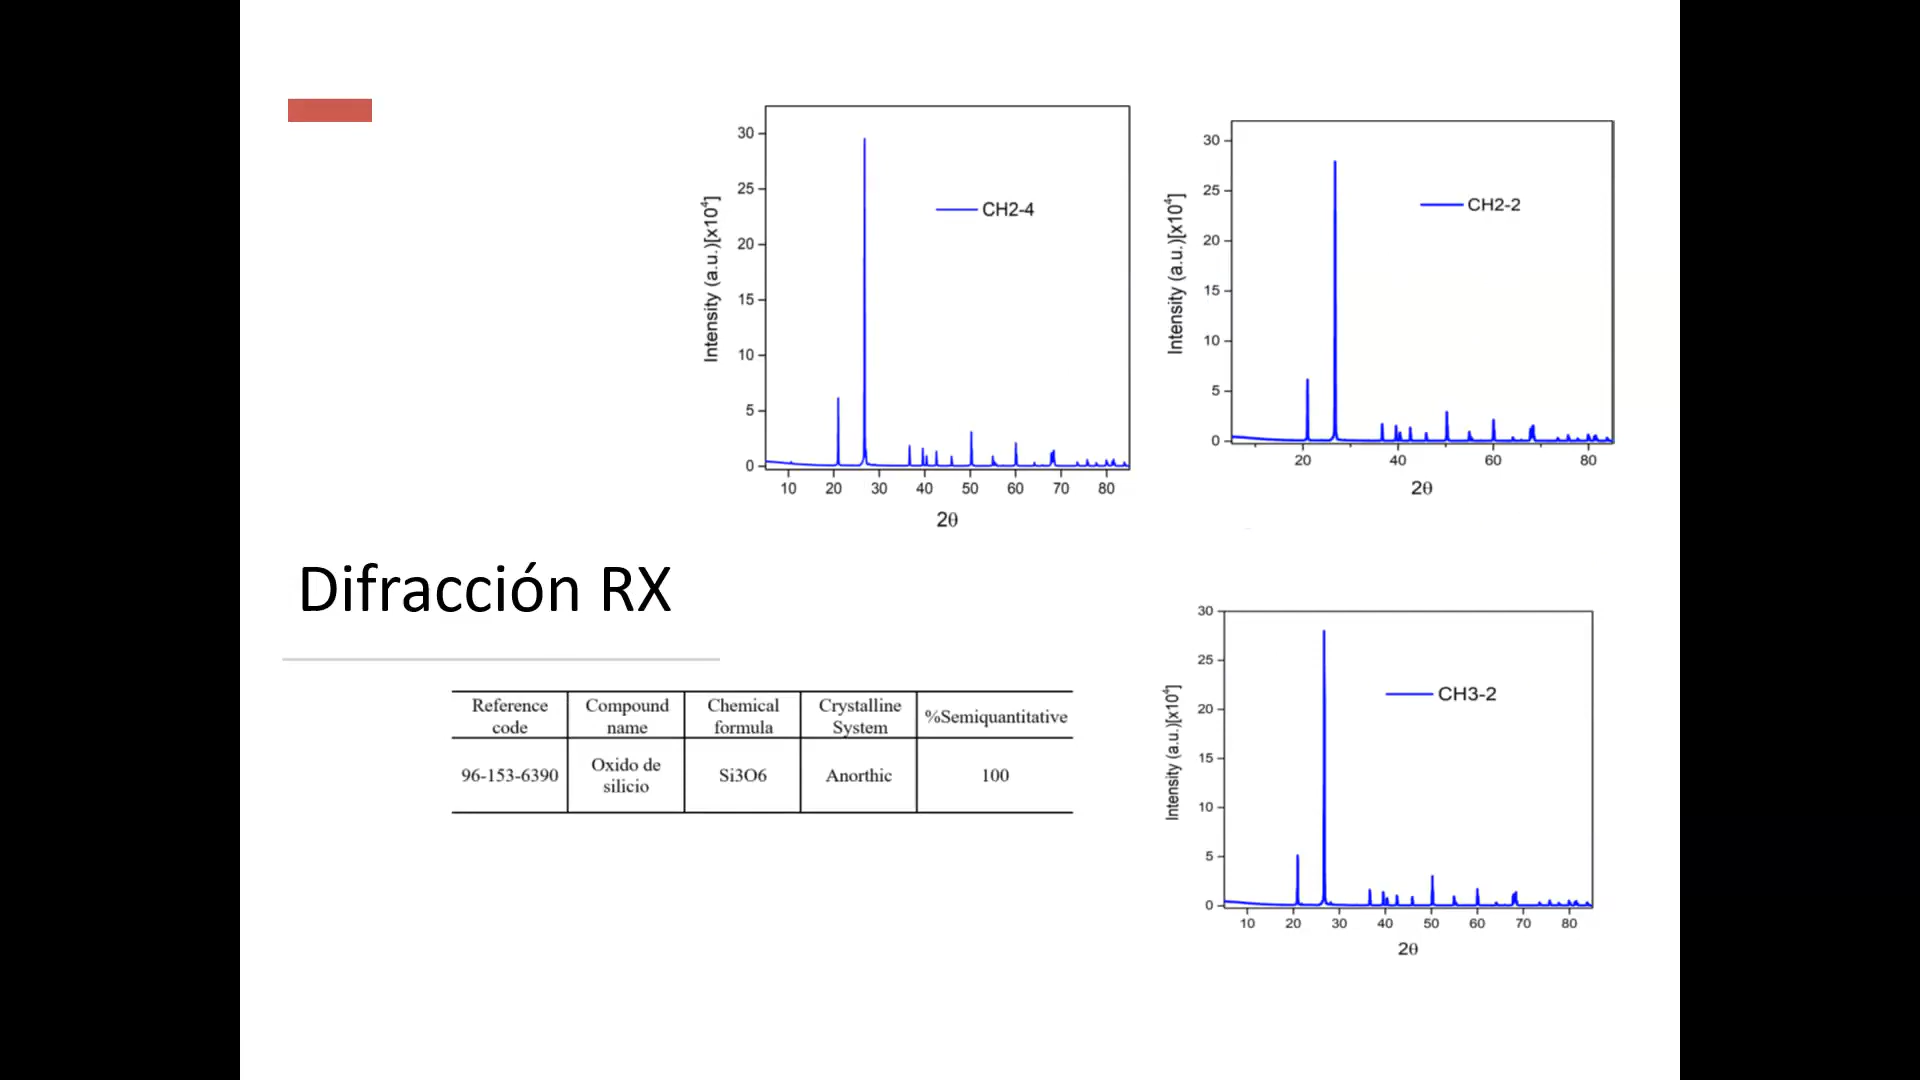 30
25
20
15
10
5
0
Intensity (a.u.)[x10⁴]
CH2-4
10 20 30 40 50 60 70 80
2θ
30
25
20
15
10
5
0
Intensity (a.u.)[x10⁴]
CH2-2
20 40 60 80
2θ
Difracción RX
Reference code
Compound name
Chemical formula
Crystalline System
%Semiquantitative
96-153-6390
Oxido de silicio
Si3O6
Anorthic
100
30
25
20
15
10
5
0
Intensity (a.u.)[x10⁴]
CH3-2
10 20 30 40 50 60 70 80
2θ